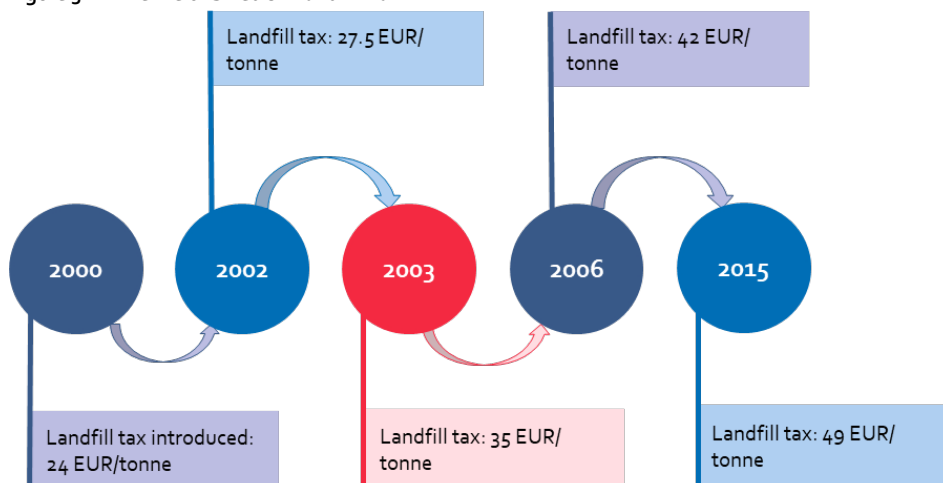 Landfill tax: 27.5 EUR/
tonne
Landfill tax: 42 EUR/
tonne
2000
2002
2003
2006
2015
Landfill tax introduced:
24 EUR/tonne
Landfill tax: 35 EUR/
tonne
Landfill tax: 49 EUR/
tonne